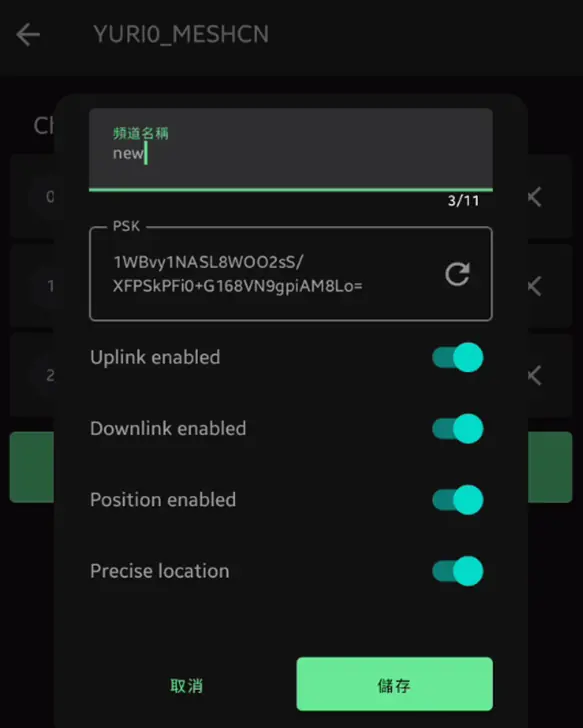 YURI0_MESHCN
Ch
頻道名稱
new
3/11
0
PSK
1WBvy1NASL8WOO2sS/
XFPSkPFi0+G168VN9gpiAM8Lo=
1
Uplink enabled
2
Downlink enabled
Position enabled
Precise location
取消
儲存